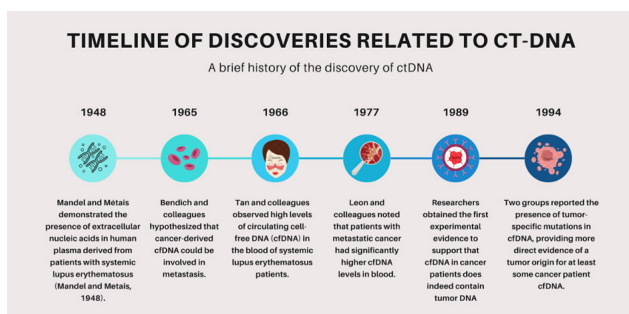 TIMELINE OF DISCOVERIES RELATED TO CT-DNA
A brief history of the discovery of ctDNA
1948
1965
1966
1977
1989
1994
Mandel and Métais
demonstrated the
presence of extracellular
nucleic acids in human
plasma derived from
patients with systemic
lupus erythematosus
(Mandel and Metais,
1948).
Bendich and
colleagues
hypothesized that
cancer-derived
cfDNA could be
involved in
metastasis.
Tan and colleagues
observed high levels
of circulating cell-
free DNA (cfDNA) in
the blood of systemic
lupus erythematosus
patients.
Leon and
colleagues noted
that patients with
metastatic cancer
had significantly
higher cfDNA
levels in blood.
Researchers
obtained the first
experimental
evidence to
support that
cfDNA in cancer
patients does
indeed contain
tumor DNA
Two groups reported the
presence of tumor-
specific mutations in
cfDNA, providing more
direct evidence of a
tumor origin for at least
some cancer patient
cfDNA.